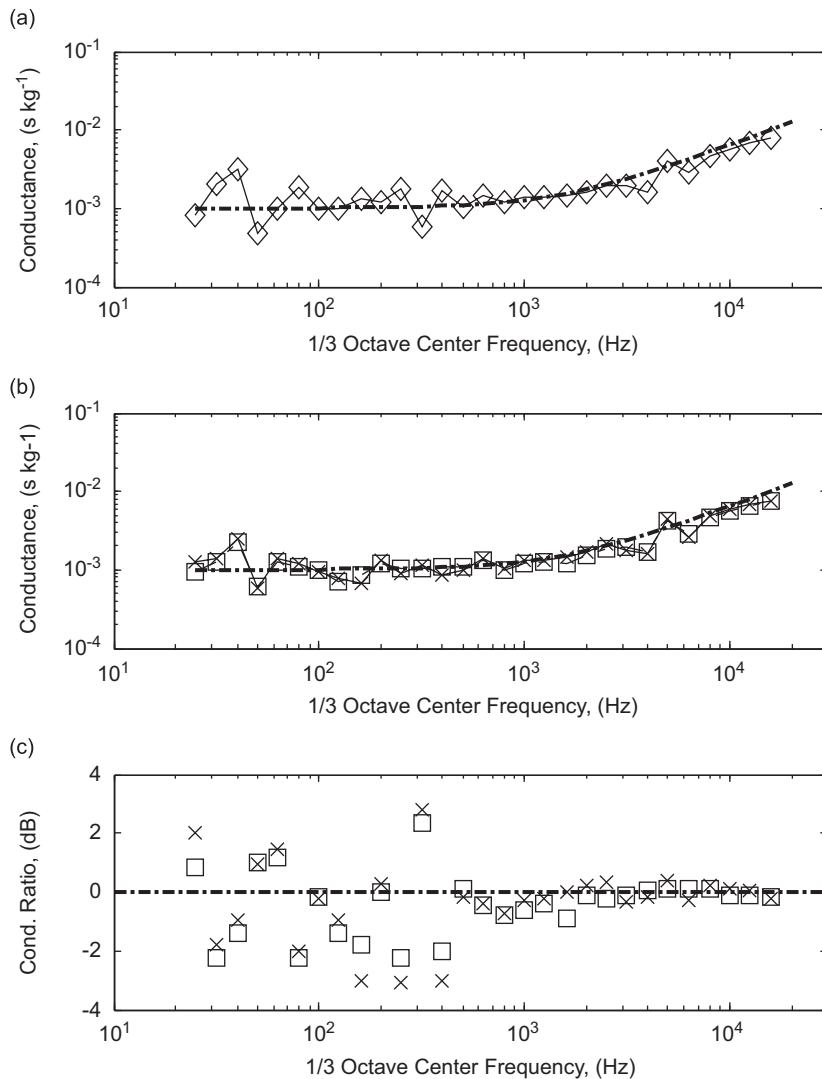 (a)
10⁻¹
10⁻²
10⁻³
10⁻⁴
Conductance, (s kg⁻¹)
10¹
10²
10³
10⁴
1/3 Octave Center Frequency, (Hz)
(b)
10⁻¹
10⁻²
10⁻³
10⁻⁴
Conductance, (s kg-1)
10¹
10²
10³
10⁴
1/3 Octave Center Frequency, (Hz)
(c)
4
2
0
-2
-4
Cond. Ratio, (dB)
10¹
10²
10³
10⁴
1/3 Octave Center Frequency, (Hz)